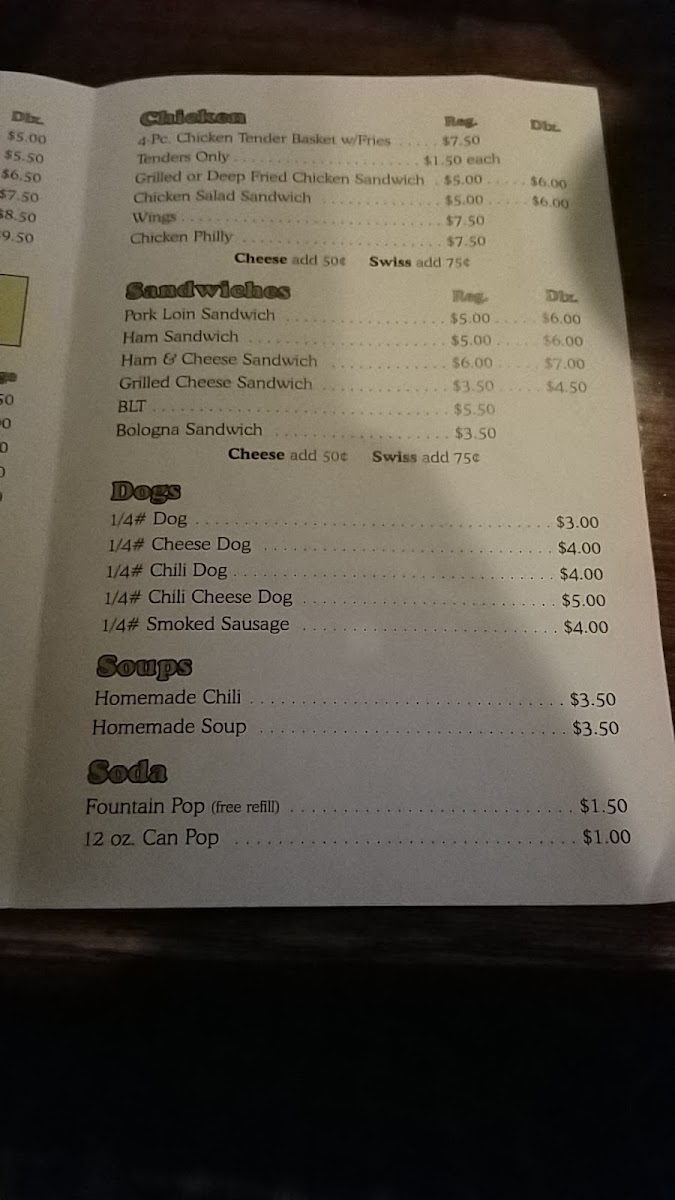 Dbl.
$5.00
$5.50
$6.50
$7.50
$8.50
9.50
50
Chicken Reg. Dbl.
4-Pc. Chicken Tender Basket w/Fries ..... $7.50
Tenders Only ..................... $1.50 each
Grilled or Deep Fried Chicken Sandwich . $5.00 ..... $6.00
Chicken Salad Sandwich .............. $5.00 ..... $6.00
Wings ............................. $7.50
Chicken Philly ....................... $7.50
Cheese add 50¢ Swiss add 75¢
Sandwiches Reg. Dbl.
Pork Loin Sandwich .................. $5.00 ..... $6.00
Ham Sandwich ..................... $5.00 ..... $6.00
Ham & Cheese Sandwich ............ $6.00 ..... $7.00
Grilled Cheese Sandwich ............. $3.50 ..... $4.50
BLT ............................... $5.50
Bologna Sandwich ................... $3.50
Cheese add 50¢ Swiss add 75¢
Dogs
1/4# Dog ...................................... $3.00
1/4# Cheese Dog .............................. $4.00
1/4# Chili Dog ................................. $4.00
1/4# Chili Cheese Dog ......................... $5.00
1/4# Smoked Sausage ......................... $4.00
Soups
Homemade Chili ................................ $3.50
Homemade Soup .............................. $3.50
Soda
Fountain Pop (free refill) .......................... $1.50
12 oz. Can Pop ................................ $1.00